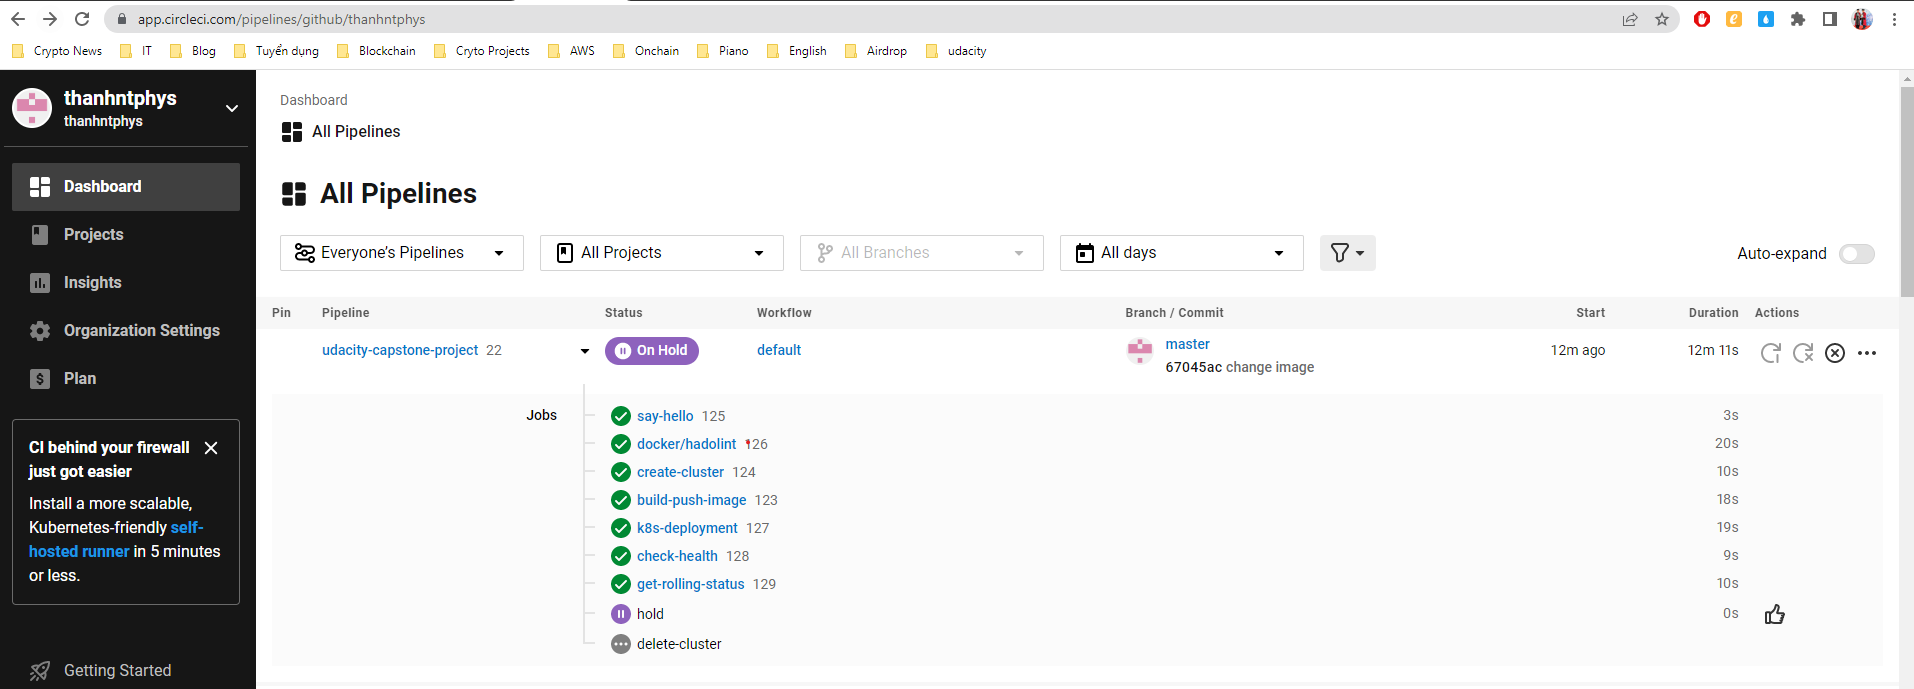 app.circleci.com/pipelines/github/thanhntphys
Crypto News IT Blog Tuyển dụng Blockchain Cryto Projects AWS Onchain Piano English Airdrop udacity
thanhntphys
thanhntphys
Dashboard
Projects
Insights
Organization Settings
Plan
CI behind your firewall
just got easier
Install a more scalable,
Kubernetes-friendly self-
hosted runner in 5 minutes
or less.
Getting Started
Dashboard
All Pipelines
All Pipelines
Everyone’s Pipelines All Projects All Branches All days Auto-expand
Pin Pipeline Status Workflow Branch / Commit Start Duration Actions
udacity-capstone-project 22 On Hold default master 12m ago 12m 11s
67045ac change image
Jobs say-hello 125 3s
docker/hadolint 126 20s
create-cluster 124 10s
build-push-image 123 18s
k8s-deployment 127 19s
check-health 128 9s
get-rolling-status 129 10s
hold 0s
delete-cluster